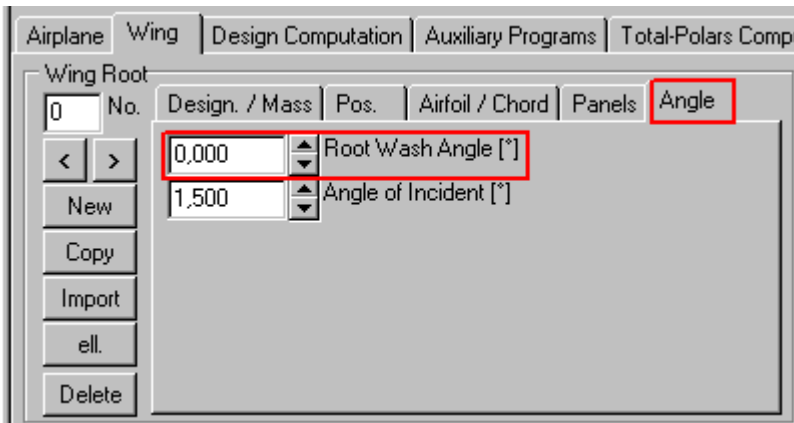 Airplane Wing Design Computation Auxiliary Programs Total-Polars Comp
Wing Root
0 No. Design. / Mass Pos. Airfoil / Chord Panels Angle
0,000 Root Wash Angle [°]
< >
1,500 Angle of Incident [°]
New
Copy
Import
ell.
Delete